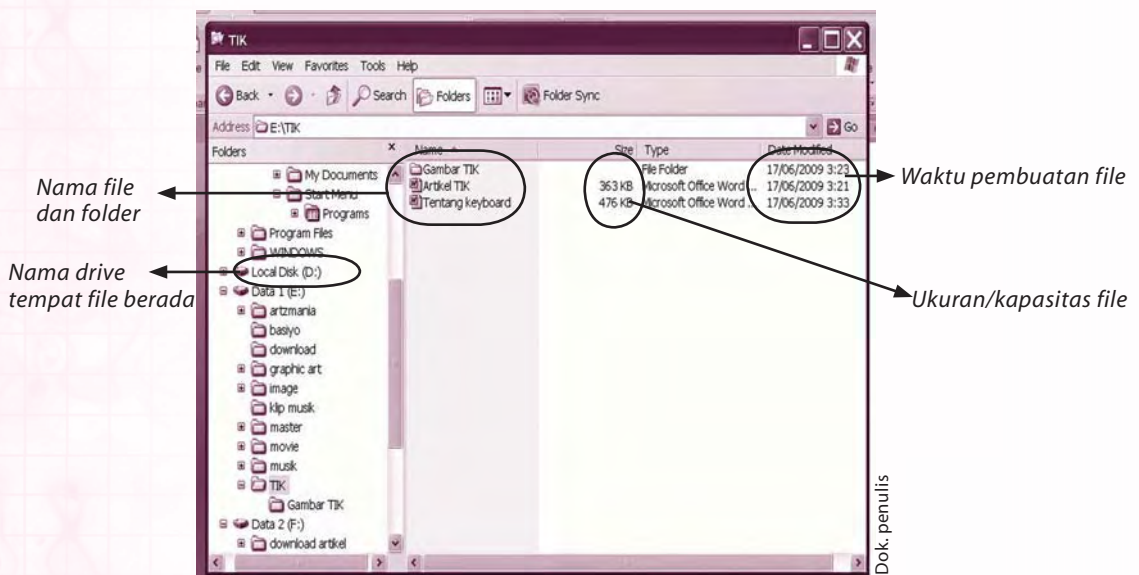 TIK
File Edit View Favorites Tools Help
Back Search Folders Folder Sync
Address E:\TIK Go
Folders x Name Size Type Date Modified
My Documents
Start Menu
Programs
Program Files
WINDOWS
Local Disk (D:)
Data 1 (E:)
artzmania
basiyo
download
graphic art
image
klip musik
master
movie
musik
TIK
Gambar TIK
Data 2 (F:)
download artikel
Gambar TIK File Folder 17/06/2009 3:23
Artikel TIK 363 KB Microsoft Office Word ... 17/06/2009 3:21
Tentang keyboard 476 KB Microsoft Office Word ... 17/06/2009 3:33
Nama file
dan folder
Nama drive
tempat file berada
Waktu pembuatan file
Ukuran/kapasitas file
Dok. penulis